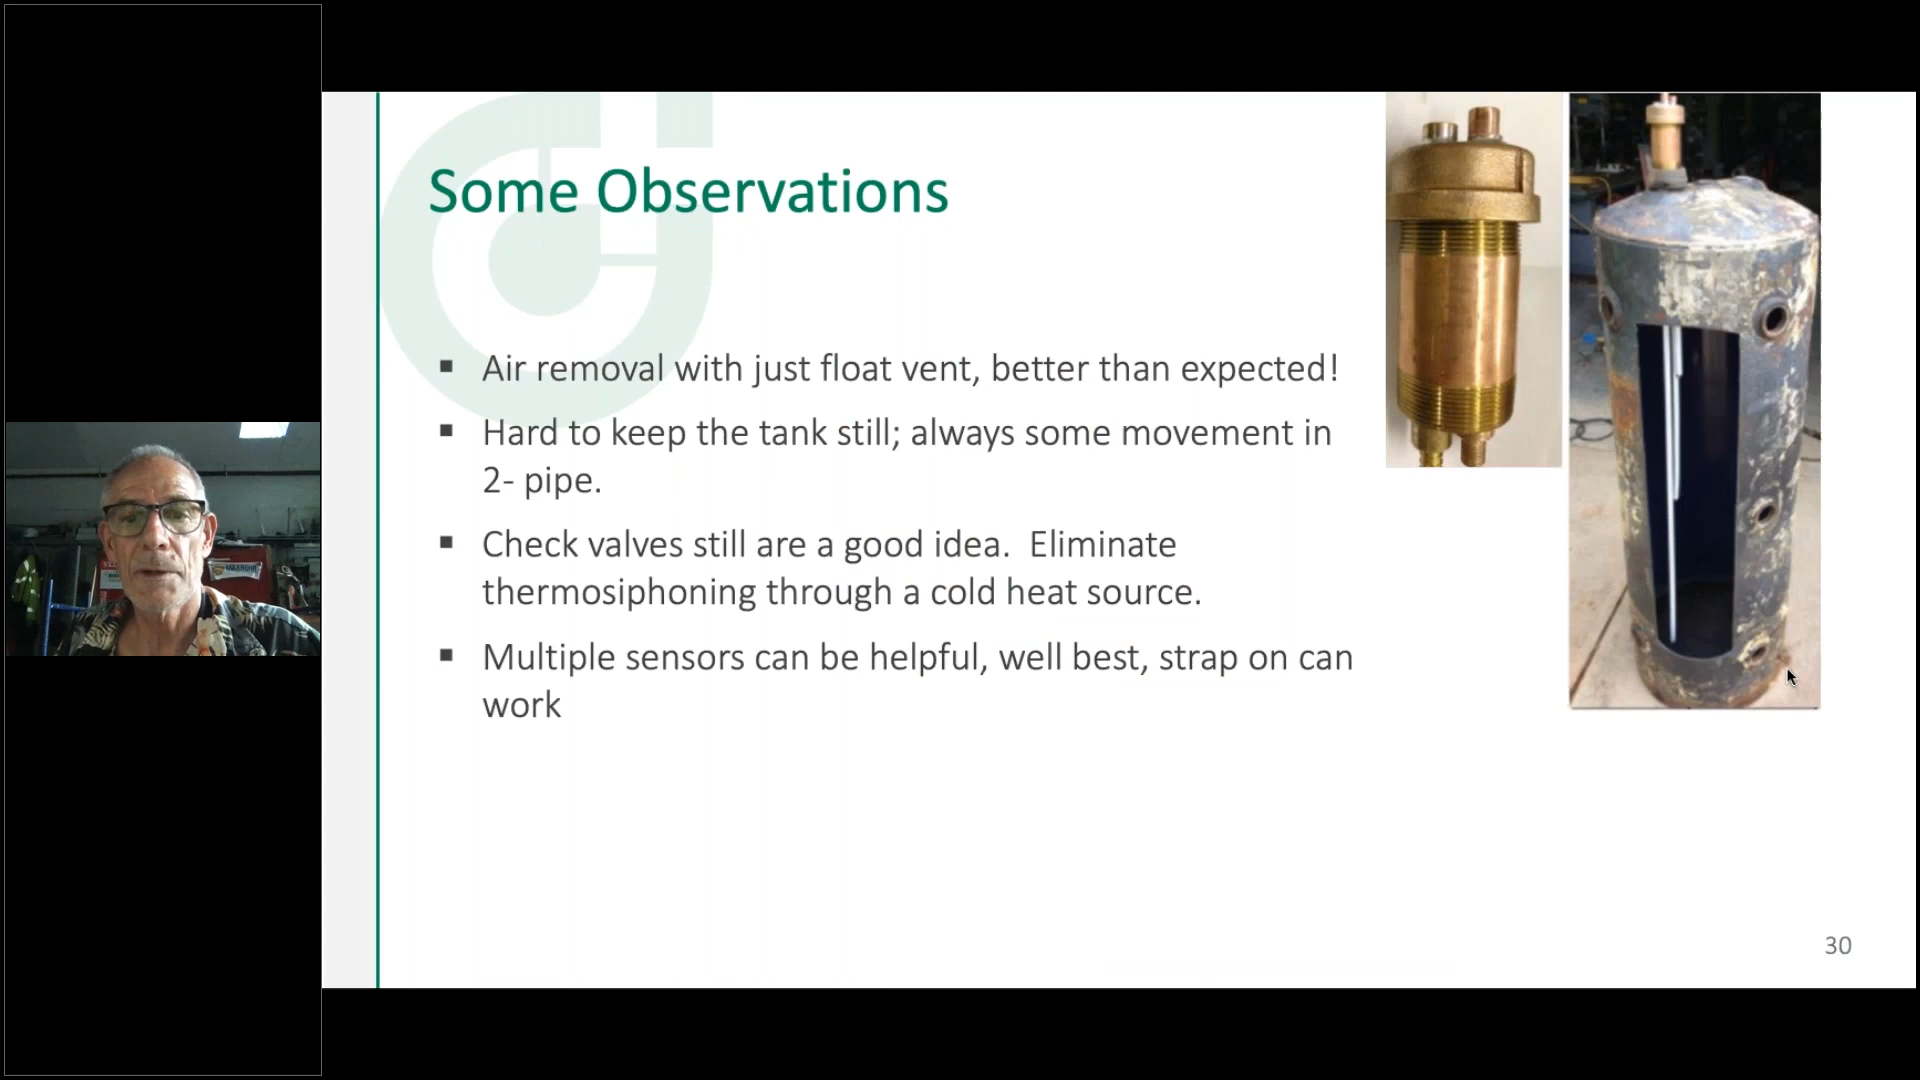 Some Observations
Air removal with just float vent, better than expected!
Hard to keep the tank still; always some movement in
2- pipe.
Check valves still are a good idea.  Eliminate
thermosiphoning through a cold heat source.
Multiple sensors can be helpful, well best, strap on can
work
30